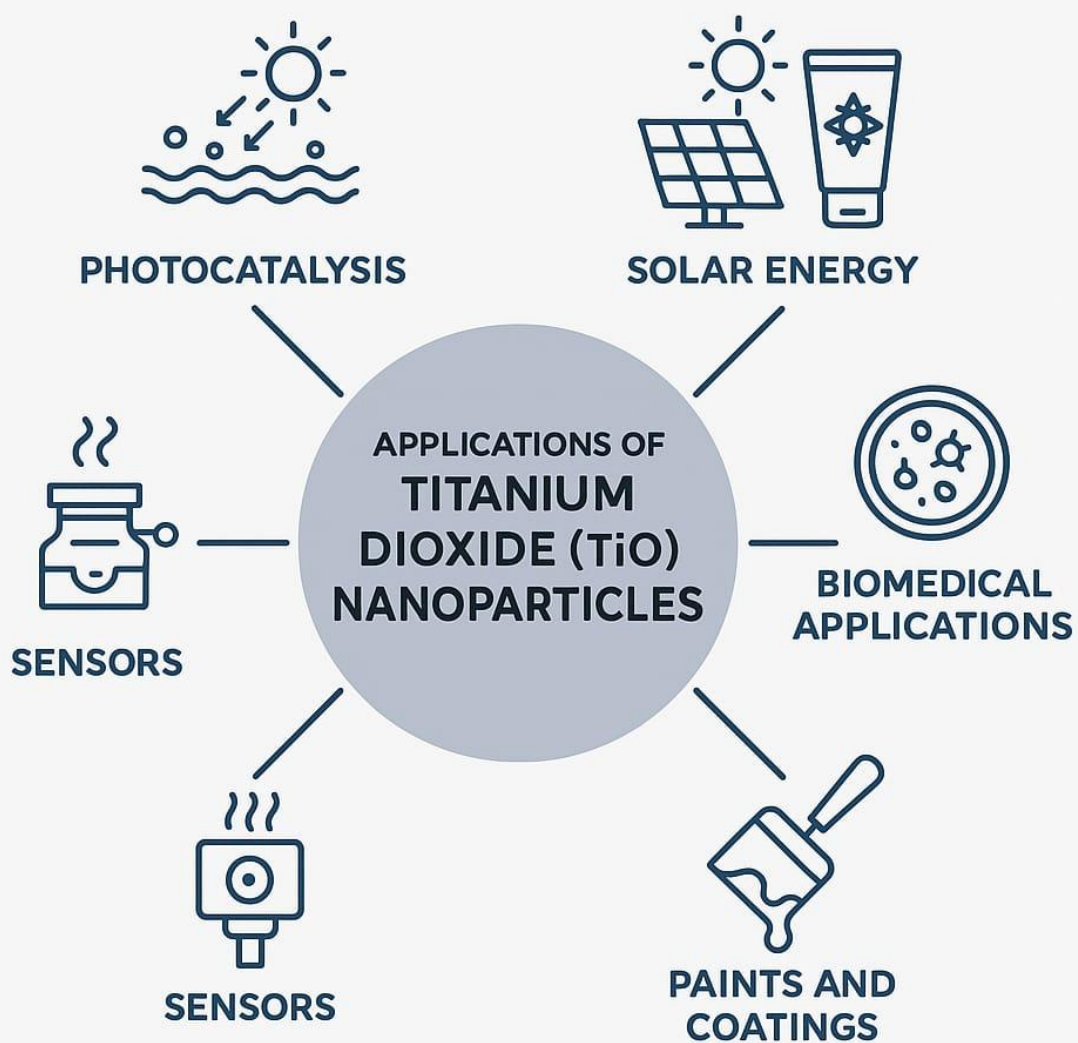 PHOTOCATALYSIS
SOLAR ENERGY
APPLICATIONS OF
TITANIUM
DIOXIDE (TiO)
NANOPARTICLES
BIOMEDICAL
APPLICATIONS
SENSORS
SENSORS
PAINTS AND
COATINGS